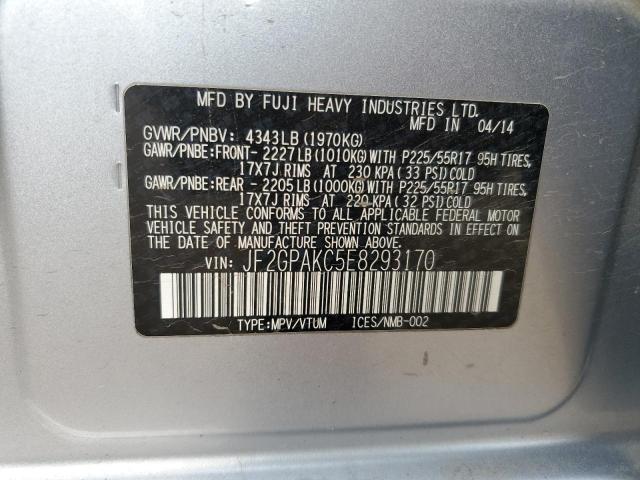 MFD BY FUJI HEAVY INDUSTRIES LTD.
MFD IN 04/14
GVWR/PNBV: 4343LB(1970KG)
GAWR/PNBE:FRONT- 2227LB(1010KG)WITH P225/55R17 95H TIRES,
17X7J RIMS AT 230 KPA(33 PSI)COLD
GAWR/PNBE:REAR - 2205LB(1000KG)WITH P225/55R17 95H TIRES,
17X7J RIMS AT 220 KPA(32 PSI)COLD
THIS VEHICLE CONFORMS TO ALL APPLICABLE FEDERAL MOTOR
VEHICLE SAFETY AND THEFT PREVENTION STANDARDS IN EFFECT ON
THE DATE OF MANUFACTURE SHOWN ABOVE.
VIN: JF2GPAKC5E8293170
TYPE:MPV/VTUM ICES/NMB-002